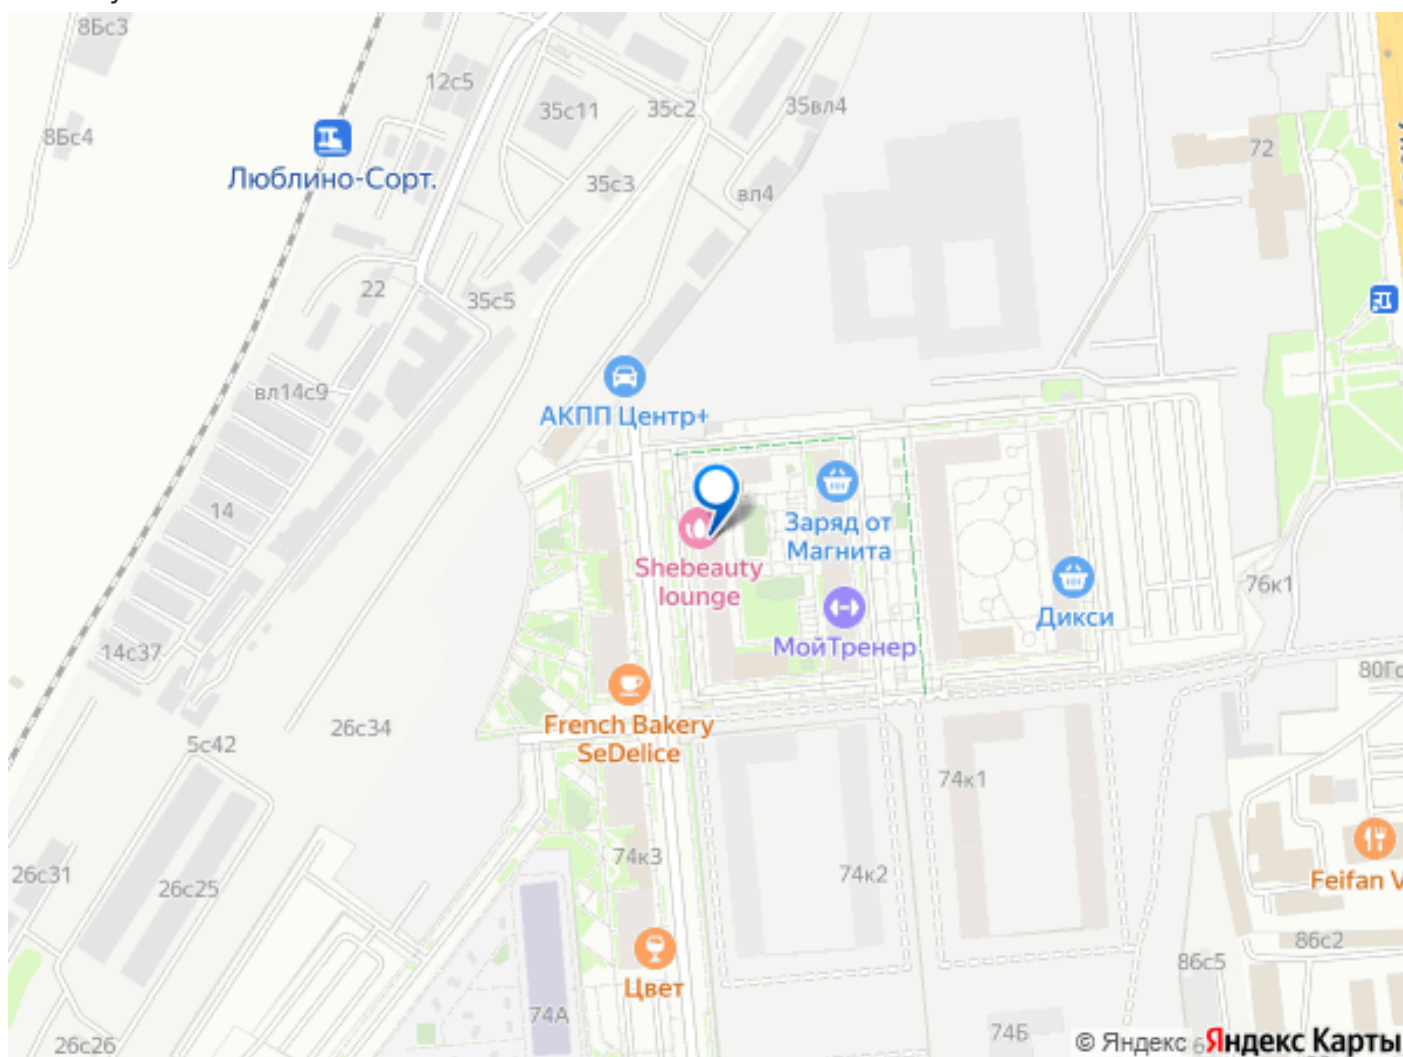 8Бс3
12с5
35с11
35с2
35вл4
8Бс4
72
Люблино-Сорт.
35с3
вл4
22
35с5
вл14с9
АКПП Центр+
14
Заряд от
Магнита
Shebeauty
lounge
76к1
Дикси
МойТренер
14с37
80Го
French Bakery
SeDelice
26с34
5с42
74к1
74к3
74к2
26с31
26с25
Feifan V
86с2
86с5
Цвет
74А
74Б
26с26
© Яндекс
Яндекс Карты